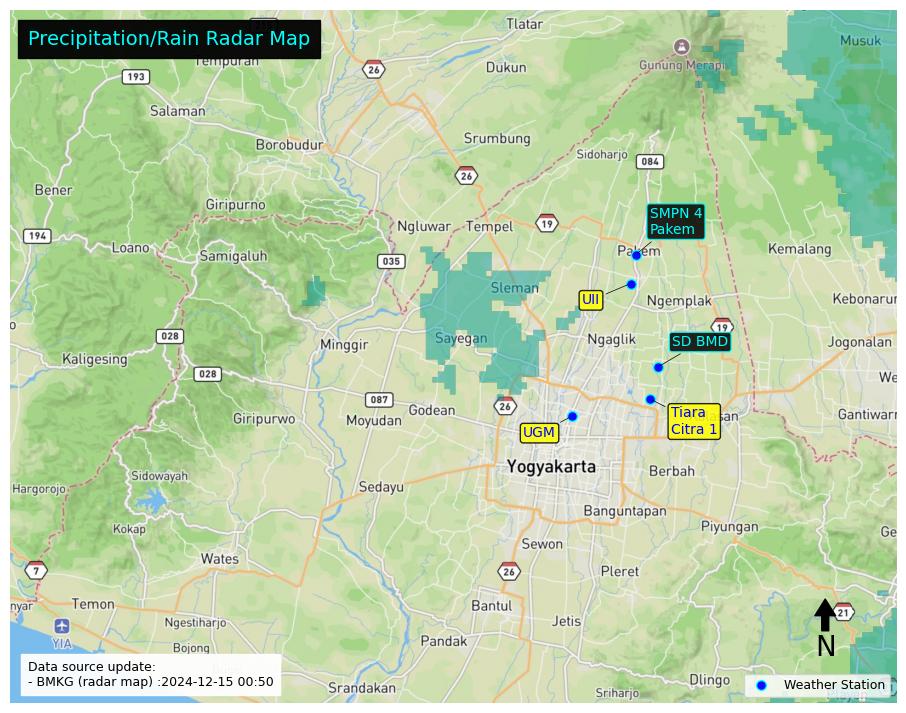 Precipitation/Rain Radar Map
Tlatar
Musuk
26
Gunung Merapi
Dukun
193
Salaman
Borobudur
Srumbung
Sidoharjo
084
26
Bener
Giripurno
SMPN 4
Pakem
Ngluwar
Tempel
19
194
Loano
Samigaluh
035
Pakem
Kemalang
Sleman
UII
Ngemplak
Kebonarun
19
028
Minggir
Sayegan
Ngaglik
SD BMD
Jogonalan
Kaligesing
028
087
Godean
26
Giripurwo
Moyudan
Tiara
Citra 1
san
Gantiwarn
UGM
Yogyakarta
Berbah
Sidowayah
Hargorojo
Sedayu
Banguntapan
Kokap
Piyungan
Sewon
Wates
7
26
Pleret
Temon
Bantul
21
Ngestiharjo
Jetis
YIA
Bojong
Pandak
N
Data source update:
- BMKG (radar map) :2024-12-15 00:50
Srandakan
Sriharjo
Dlingo
Weather Station